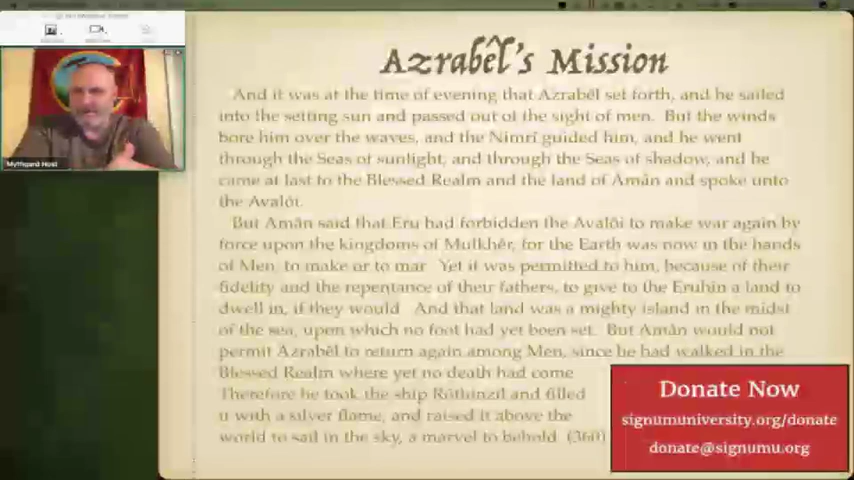 Azrabêl's Mission
And it was at the time of evening that Azrabêl set forth, and he sailed
into the setting sun and passed out of the sight of men. But the winds
bore him over the waves, and the Nimrî guided him, and he went
through the Seas of sunlight, and through the Seas of shadow, and he
came at last to the Blessed Realm and the land of Amân and spoke unto
the Avalôi.
But Amân said that Eru had forbidden the Avalôi to make war again by
force upon the kingdoms of Mulkhêr, for the Earth was now in the hands
of Men, to make or to mar Yet it was permitted to him, because of their
fidelity and the repentance of their fathers, to give to the Eruhîn a land to
dwell in, if they would And that land was a mighty island in the midst
of the sea, upon which no foot had yet been set. But Amân would not
permit Azrabêl to return again among Men, since he had walked in the
Blessed Realm where yet no death had come
Therefore he took the ship Rôthinzil and filled
it with a silver flame, and raised it above the
world to sail in the sky, a marvel to behold (360)
Mythgard Host
Donate Now
signumuniversity.org/donate
donate@signumu.org